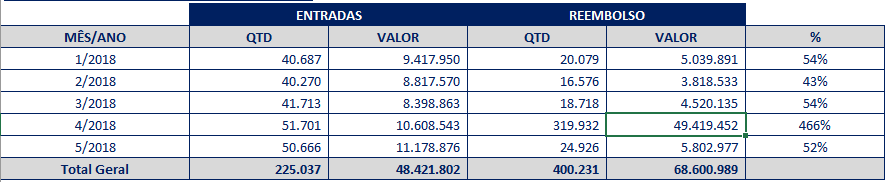 ENTRADAS REEMBOLSO
MÊS/ANO QTD VALOR QTD VALOR %
1/2018 40.687 9.417.950 20.079 5.039.891 54%
2/2018 40.270 8.817.570 16.576 3.818.533 43%
3/2018 41.713 8.398.863 18.718 4.520.135 54%
4/2018 51.701 10.608.543 319.932 49.419.452 466%
5/2018 50.666 11.178.876 24.926 5.802.977 52%
Total Geral 225.037 48.421.802 400.231 68.600.989